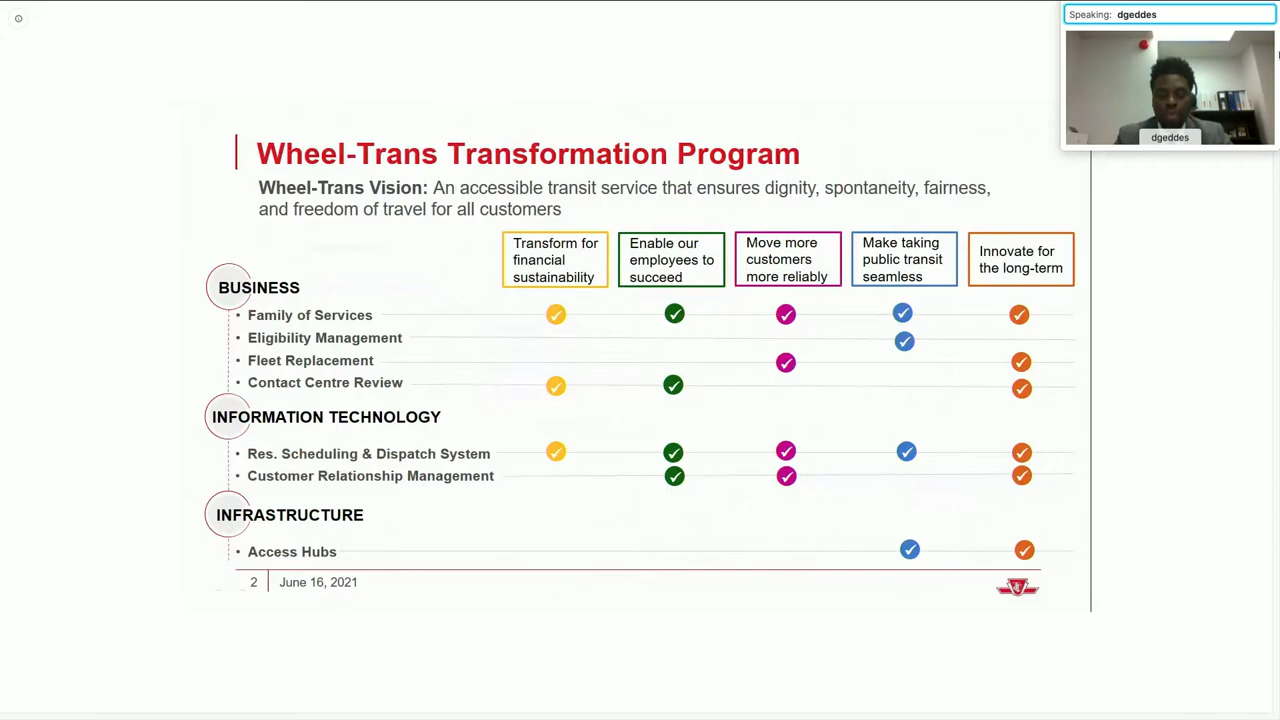 Speaking: dgeddes
dgeddes
Wheel-Trans Transformation Program
Wheel-Trans Vision: An accessible transit service that ensures dignity, spontaneity, fairness,
and freedom of travel for all customers
Transform for
financial
sustainability
Enable our
employees to
succeed
Move more
customers
more reliably
Make taking
public transit
seamless
Innovate for
the long-term
BUSINESS
• Family of Services
• Eligibility Management
• Fleet Replacement
• Contact Centre Review
INFORMATION TECHNOLOGY
• Res. Scheduling & Dispatch System
• Customer Relationship Management
INFRASTRUCTURE
• Access Hubs
2 June 16, 2021